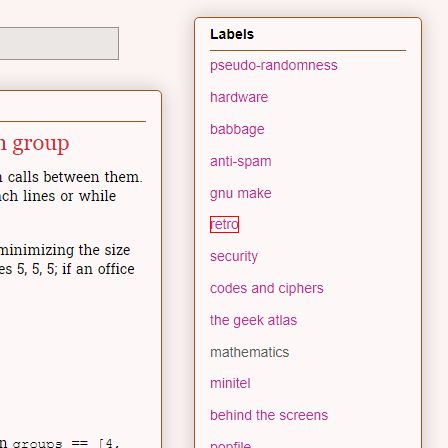 n group
calls between them.
ch lines or while
minimizing the size
es 5, 5, 5; if an office
n groups == [4,
Labels
pseudo-randomness
hardware
babbage
anti-spam
gnu make
retro
security
codes and ciphers
the geek atlas
mathematics
minitel
behind the screens
popfile